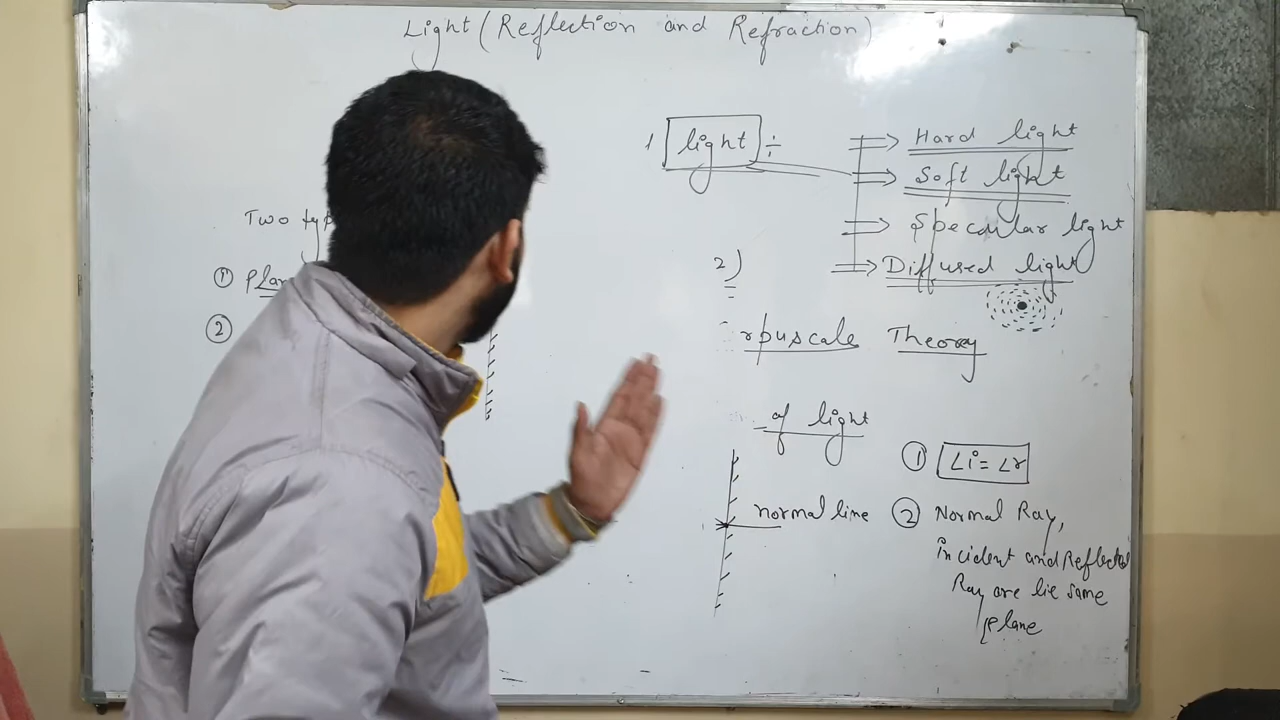 Light (Reflection and Refraction)
1 light ÷
Hard light
Soft light
Specular light
Diffused light
Two typ
① plan
②
2)
rpuscale Theory
of light
normal line
① ∠i = ∠r
② Normal Ray,
incident and Reflected
Ray are lie same
plane